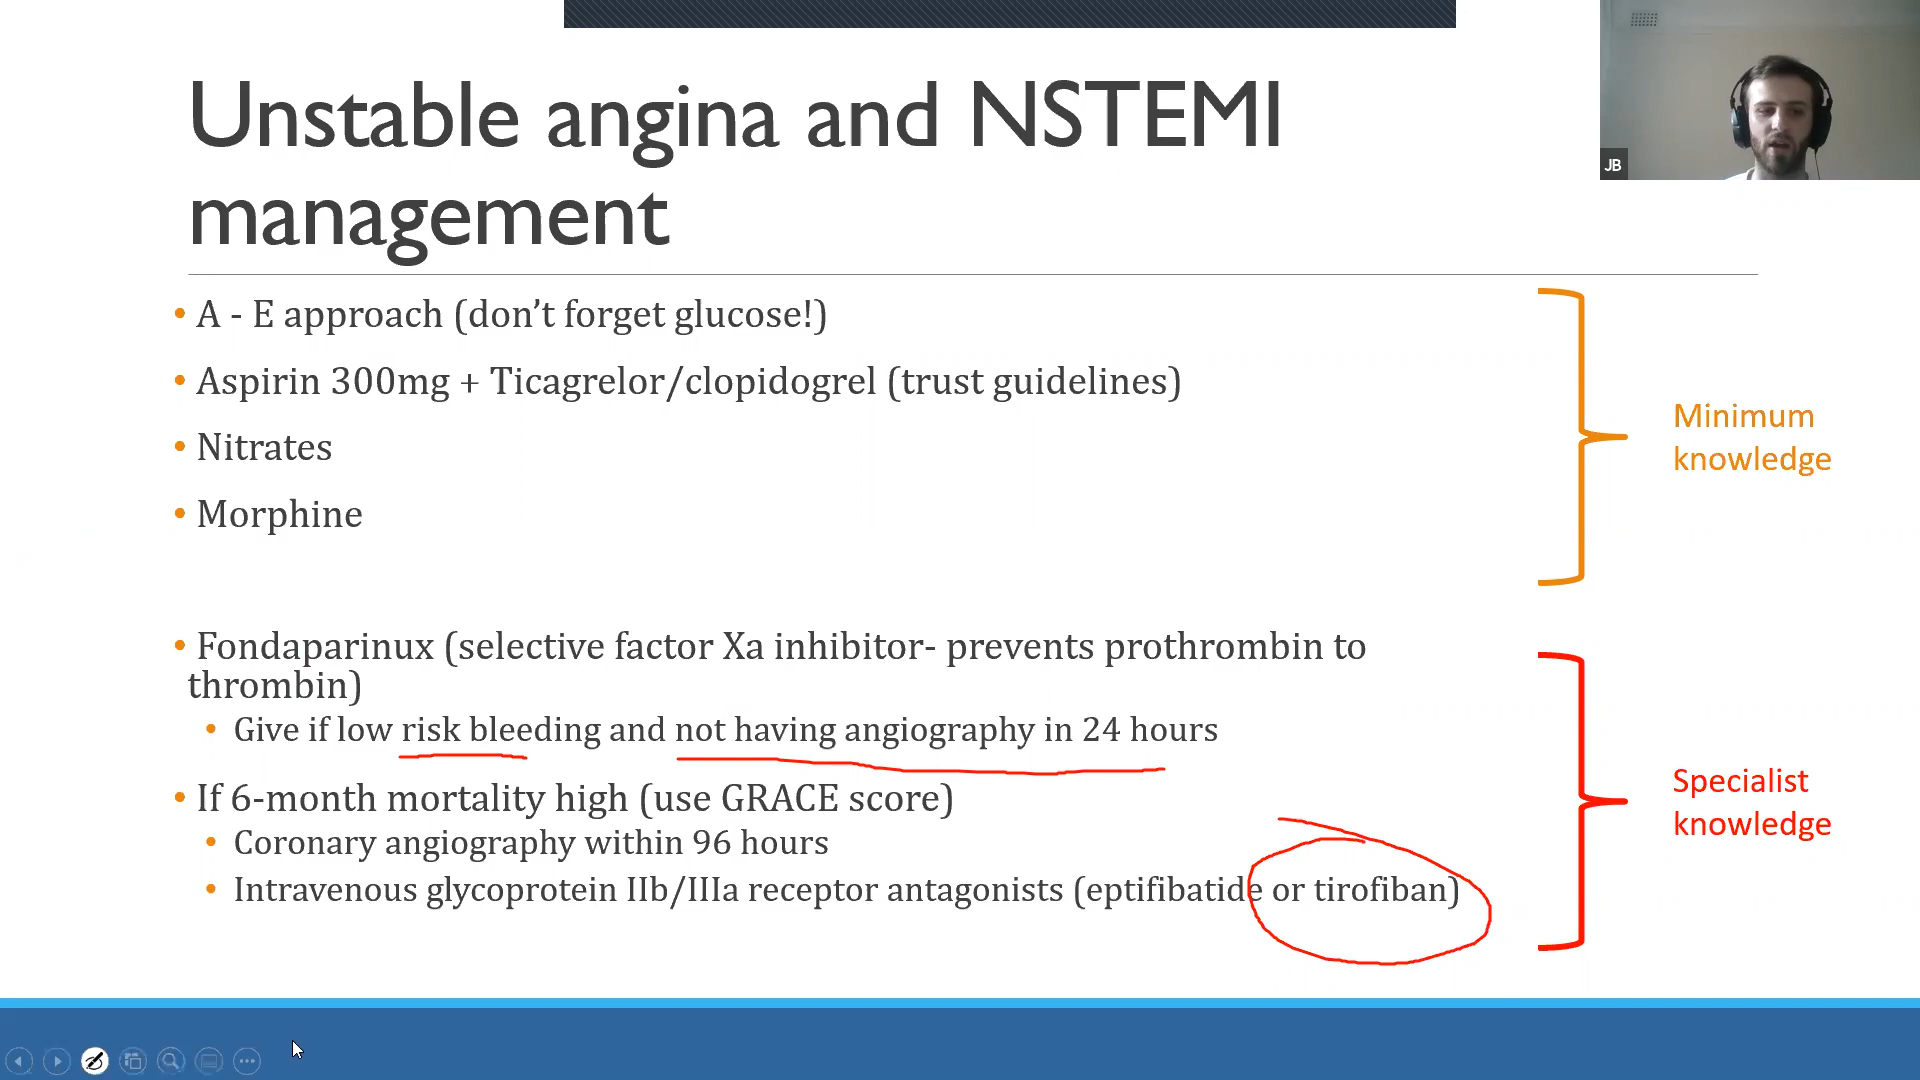 Unstable angina and NSTEMI
management
JB
• A - E approach (don’t forget glucose!)
• Aspirin 300mg + Ticagrelor/clopidogrel (trust guidelines)
• Nitrates
• Morphine
Minimum
knowledge
• Fondaparinux (selective factor Xa inhibitor- prevents prothrombin to
thrombin)
• Give if low risk bleeding and not having angiography in 24 hours
• If 6-month mortality high (use GRACE score)
• Coronary angiography within 96 hours
• Intravenous glycoprotein IIb/IIIa receptor antagonists (eptifibatide or tirofiban)
Specialist
knowledge